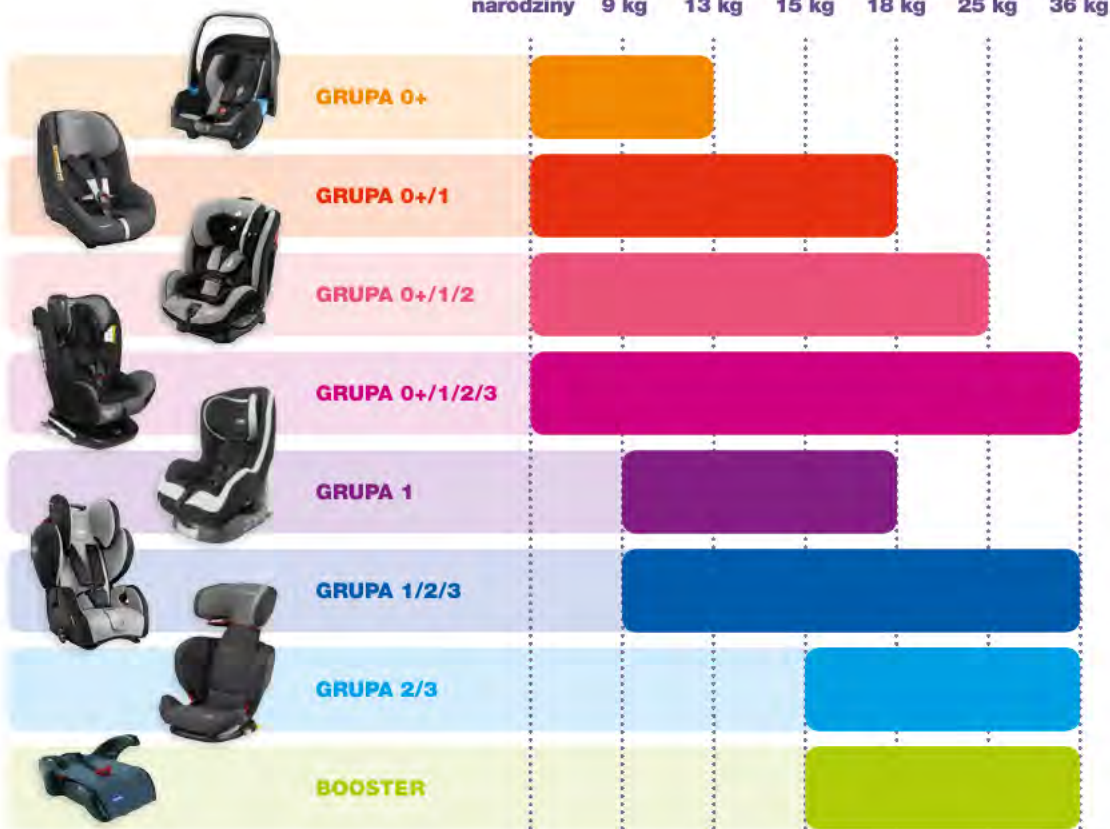 narodziny 9 kg 13 kg 15 kg 18 kg 25 kg 36 kg
GRUPA 0+
GRUPA 0+/1
GRUPA 0+/1/2
GRUPA 0+/1/2/3
GRUPA 1
GRUPA 1/2/3
GRUPA 2/3
BOOSTER